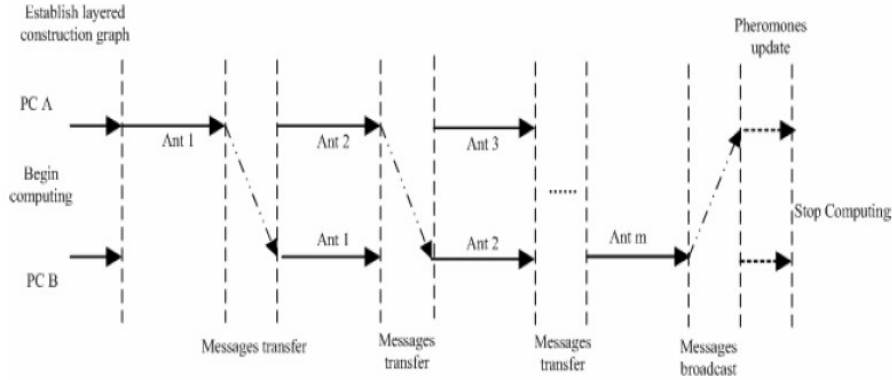 Establish layered
construction graph
Pheromones
update
PC A
Ant 1
Ant 2
Ant 3
Begin
computing
......
Stop Computing
PC B
Ant 1
Ant 2
Ant m
Messages transfer
Messages
transfer
Messages
transfer
Messages
broadcast